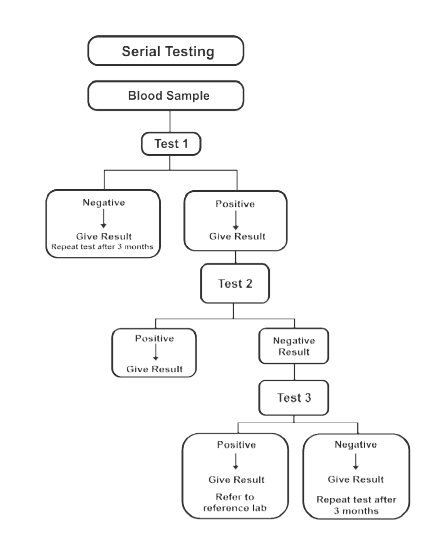 Serial Testing
Blood Sample
Test 1
Negative
Give Result
Repeat test after 3 months
Positive
Give Result
Test 2
Positive
Give Result
Negative
Result
Test 3
Positive
Give Result
Refer to
reference lab
Negative
Give Result
Repeat test after
3 months